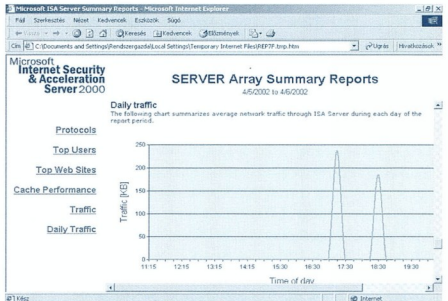 Microsoft ISA Server Summary Reports - Microsoft Internet Explorer
Fájl Szerkesztés Nézet Kedvencek Eszközök Súgó
Keresés Kedvencek Előzmények
Cím C:\Documents and Settings\Rendszergazda\Local Settings\Temporary Internet Files\REP7F.tmp.htm Ugrás Hivatkozások
Microsoft
Internet Security
& Acceleration
Server 2000
SERVER Array Summary Reports
4/5/2002 to 4/6/2002
Daily traffic
The following chart summarizes average network traffic through ISA Server during each day of the
report period.
Protocols
Top Users
Top Web Sites
Cache Performance
Traffic
Daily Traffic
Traffic [KB]
250
200
150
100
50
0
11:15 12:15 13:15 14:15 15:30 16:30 17:30 18:30 19:30
Time of day
Kész Internet